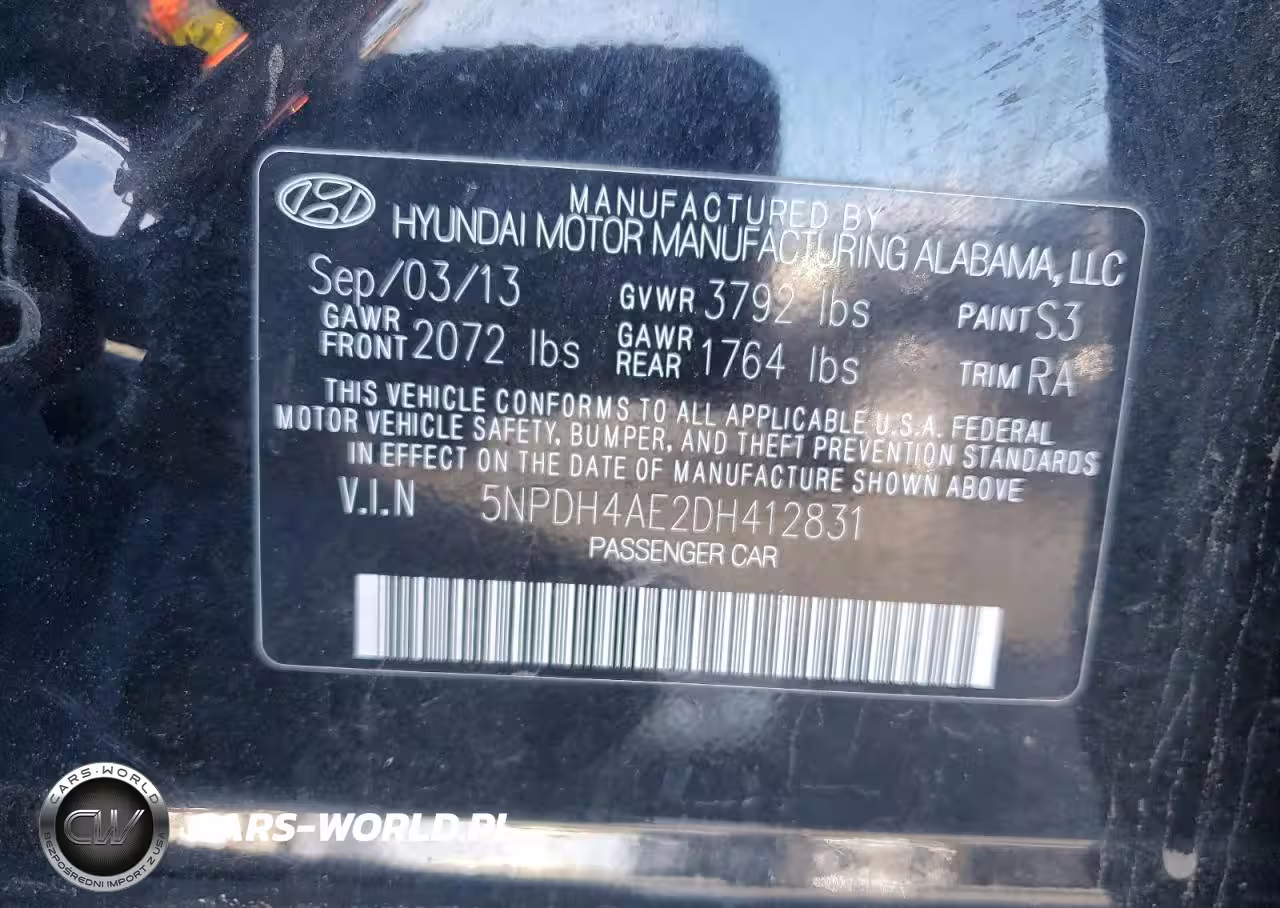 MANUFACTURED BY
HYUNDAI MOTOR MANUFACTURING ALABAMA, LLC
Sep/03/13 GVWR 3792 lbs PAINT S3
GAWR FRONT 2072 lbs GAWR REAR 1764 lbs TRIM RA
THIS VEHICLE CONFORMS TO ALL APPLICABLE U.S.A. FEDERAL
MOTOR VEHICLE SAFETY, BUMPER, AND THEFT PREVENTION STANDARDS
IN EFFECT ON THE DATE OF MANUFACTURE SHOWN ABOVE
V.I.N 5NPDH4AE2DH412831
PASSENGER CAR
CARS-WORLD
CW
BEZPOŚREDNI IMPORT Z USA
CARS-WORLD.PL